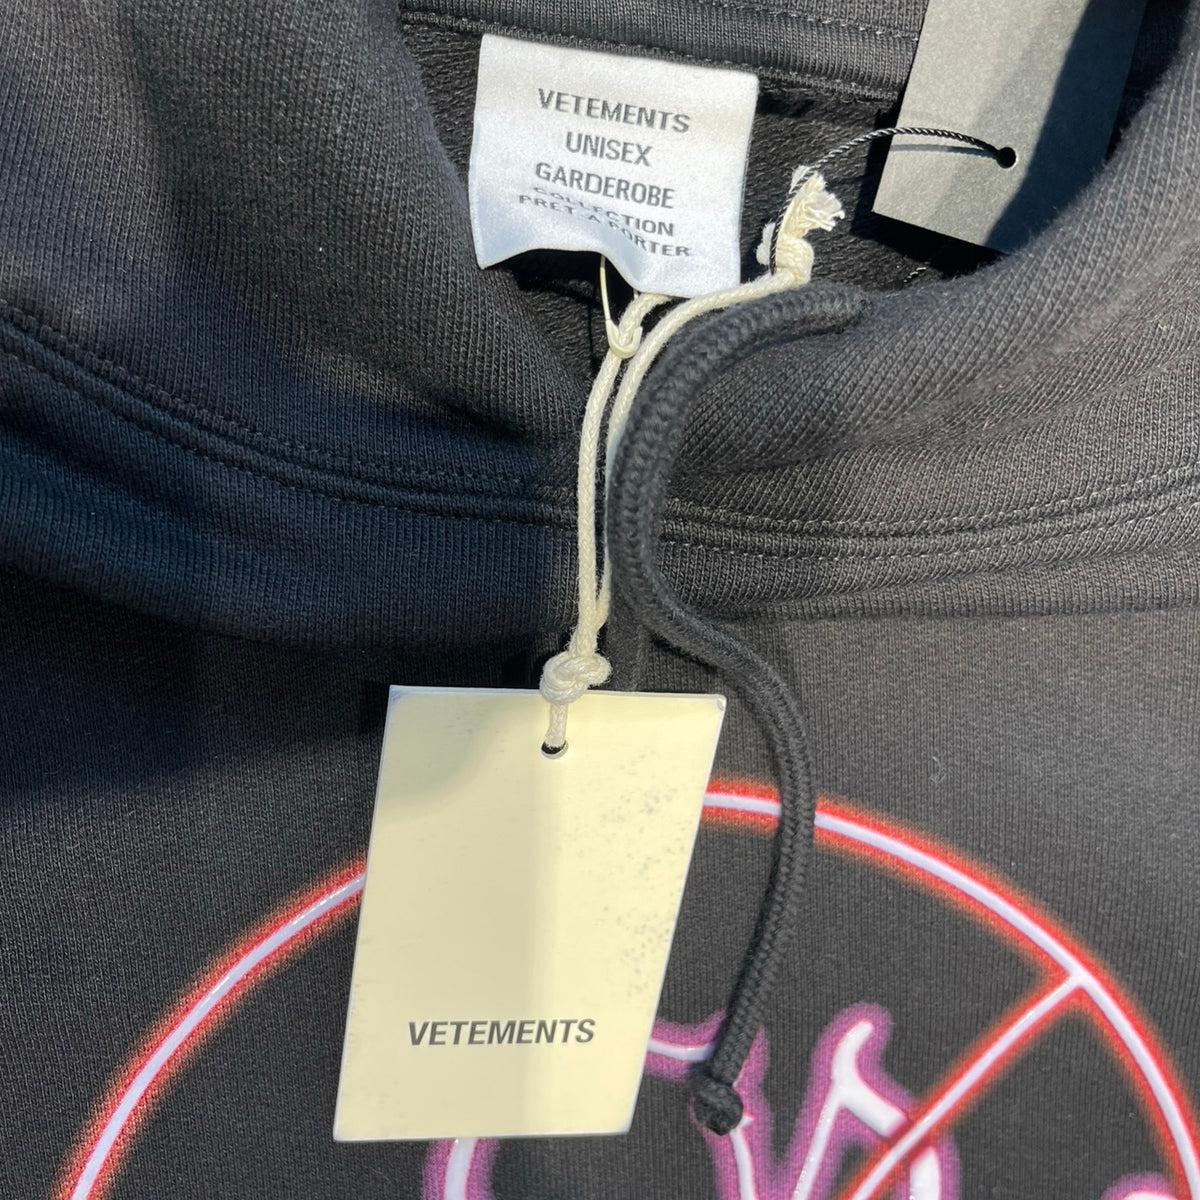 VETEMENTS
UNISEX
GARDEROBE
COLLECTION
PRET-A-PORTER
VETEMENTS